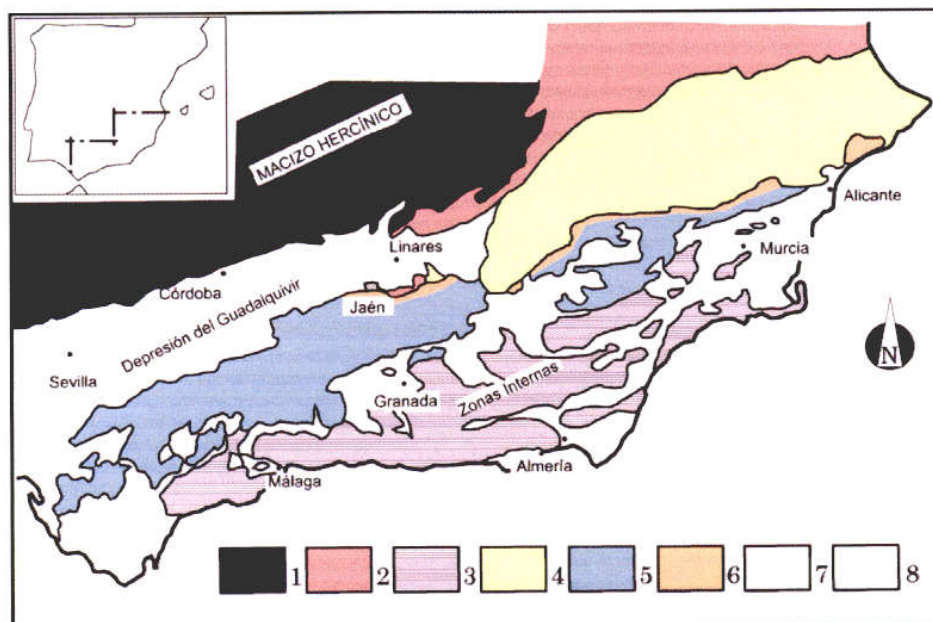 MACIZO HERCÍNICO
Alicante
Linares
Murcia
Córdoba
Depresión del Guadalquivir
Jaén
N
Sevilla
Granada
Zonas Internas
Almería
Málaga
1 2 3 4 5 6 7 8